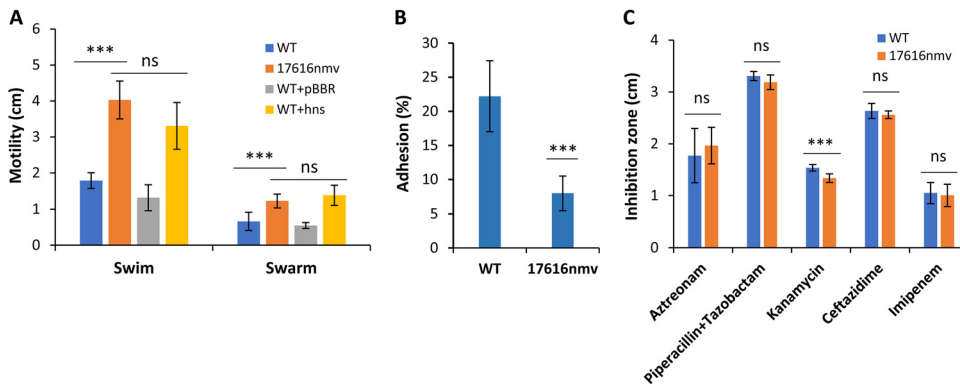 A
Motility (cm)
6
5
4
3
2
1
0
***
ns
***
ns
WT
17616nmv
WT+pBBR
WT+hns
Swim
Swarm
B
Adhesion (%)
30
25
20
15
10
5
0
***
WT
17616nmv
C
Inhibition zone (cm)
4
3
2
1
0
WT
17616nmv
ns
ns
***
ns
ns
Aztreonam
Piperacillin+Tazobactam
Kanamycin
Ceftazidime
Imipenem